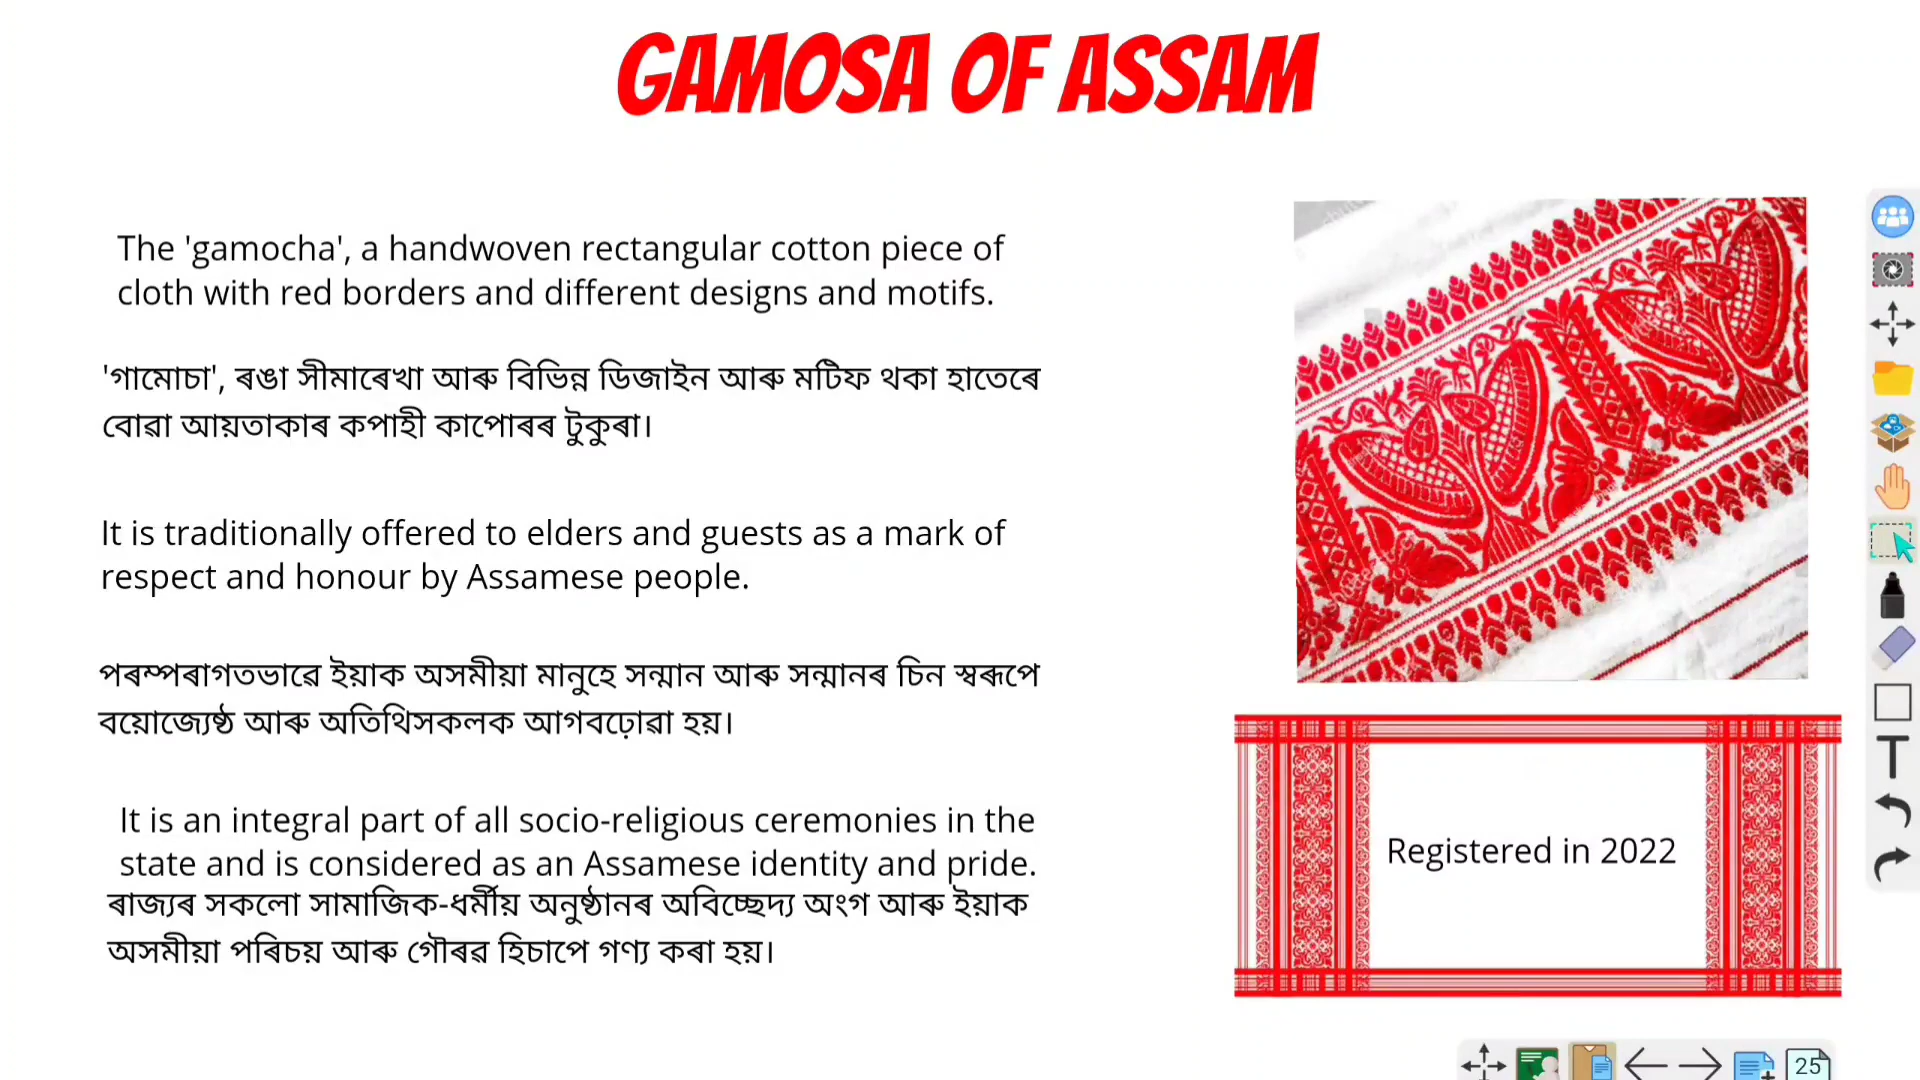 GAMOSA OF ASSAM
The 'gamocha', a handwoven rectangular cotton piece of
cloth with red borders and different designs and motifs.
'গামোচা', ৰঙা সীমাৰেখা আৰু বিভিন্ন ডিজাইন আৰু মটিফ থকা হাতেৰে
বোৱা আয়তাকাৰ কপাহী কাপোৰৰ টুকুৰা।
It is traditionally offered to elders and guests as a mark of
respect and honour by Assamese people.
পৰম্পৰাগতভাৱে ইয়াক অসমীয়া মানুহে সন্মান আৰু সন্মানৰ চিন স্বৰূপে
বয়োজ্যেষ্ঠ আৰু অতিথিসকলক আগবঢ়োৱা হয়।
It is an integral part of all socio-religious ceremonies in the
state and is considered as an Assamese identity and pride.
ৰাজ্যৰ সকলো সামাজিক-ধৰ্মীয় অনুষ্ঠানৰ অবিচ্ছেদ্য অংগ আৰু ইয়াক
অসমীয়া পৰিচয় আৰু গৌৰৱ হিচাপে গণ্য কৰা হয়।
Registered in 2022
T
25